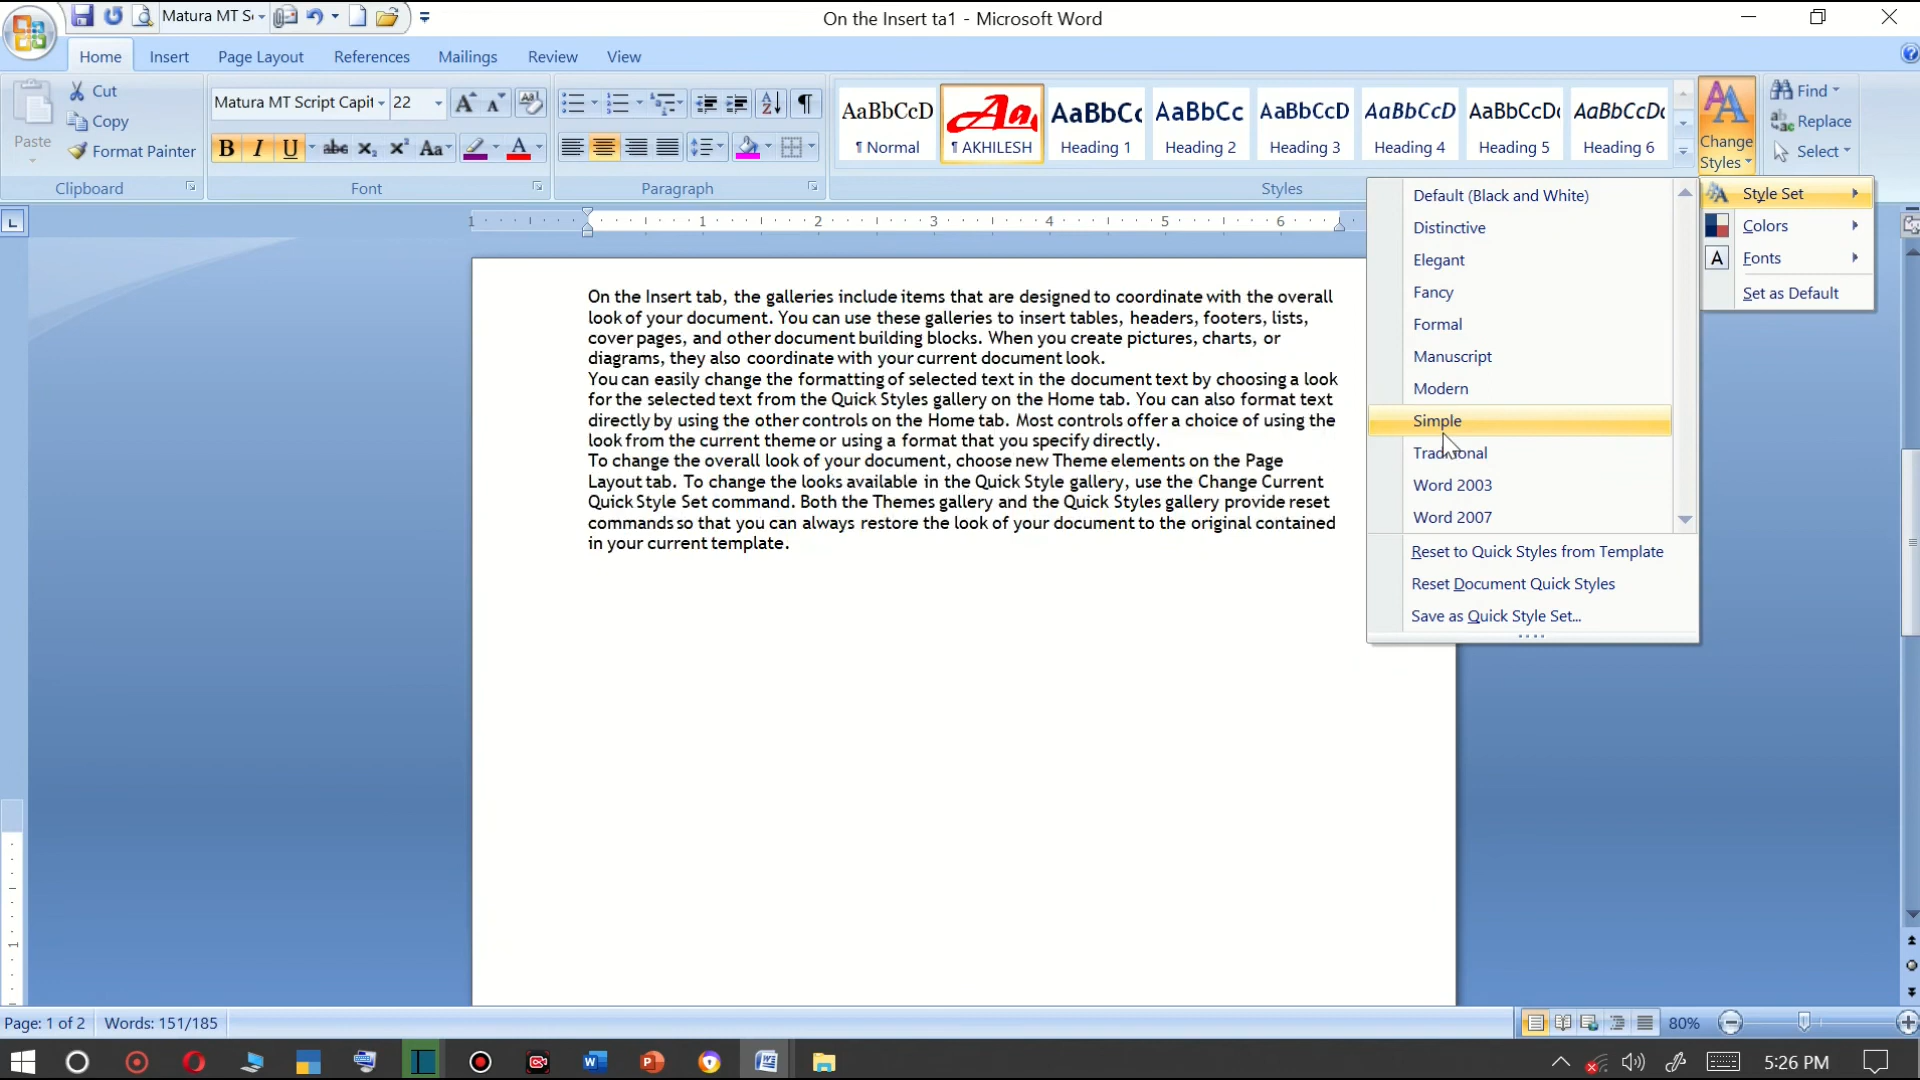 Matura MT S
On the Insert ta1 - Microsoft Word
Home
Insert
Page Layout
References
Mailings
Review
View
Paste
Cut
Copy
Format Painter
Clipboard
Matura MT Script Capit
22
Font
Paragraph
AaBbCcD
¶ Normal
Aa
¶ AKHILESH
AaBbCc
Heading 1
AaBbCc
Heading 2
AaBbCcD
Heading 3
AaBbCcD
Heading 4
AaBbCcD
Heading 5
AaBbCcD
Heading 6
Styles
Change
Styles
Find
Replace
Select
Style Set
Colors
Fonts
Set as Default
Default (Black and White)
Distinctive
Elegant
Fancy
Formal
Manuscript
Modern
Simple
Traditional
Word 2003
Word 2007
Reset to Quick Styles from Template
Reset Document Quick Styles
Save as Quick Style Set...
1 1 2 3 4 5 6
On the Insert tab, the galleries include items that are designed to coordinate with the overall
look of your document. You can use these galleries to insert tables, headers, footers, lists,
cover pages, and other document building blocks. When you create pictures, charts, or
diagrams, they also coordinate with your current document look.
You can easily change the formatting of selected text in the document text by choosing a look
for the selected text from the Quick Styles gallery on the Home tab. You can also format text
directly by using the other controls on the Home tab. Most controls offer a choice of using the
look from the current theme or using a format that you specify directly.
To change the overall look of your document, choose new Theme elements on the Page
Layout tab. To change the looks available in the Quick Style gallery, use the Change Current
Quick Style Set command. Both the Themes gallery and the Quick Styles gallery provide reset
commands so that you can always restore the look of your document to the original contained
in your current template.
Page: 1 of 2
Words: 151/185
80%
5:26 PM